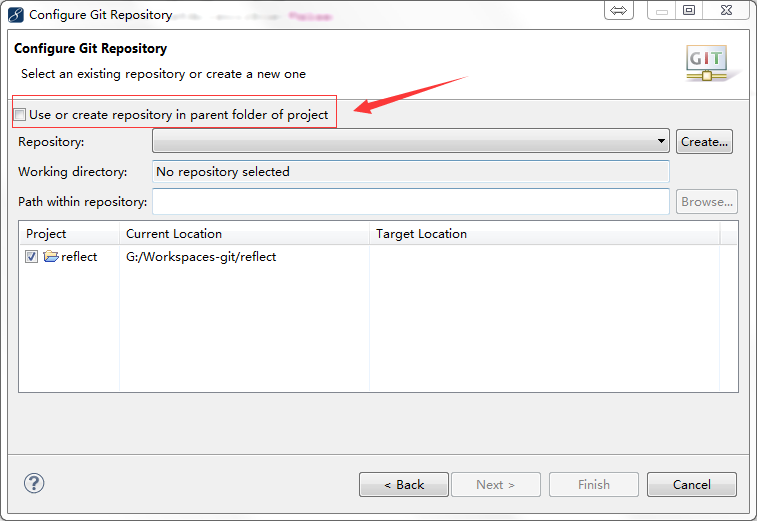 Configure Git Repository
Configure Git Repository
Select an existing repository or create a new one
GIT
Use or create repository in parent folder of project
Repository:
Create...
Working directory: No repository selected
Path within repository:
Browse...
Project Current Location Target Location
reflect G:/Workspaces-git/reflect
?
< Back Next > Finish Cancel